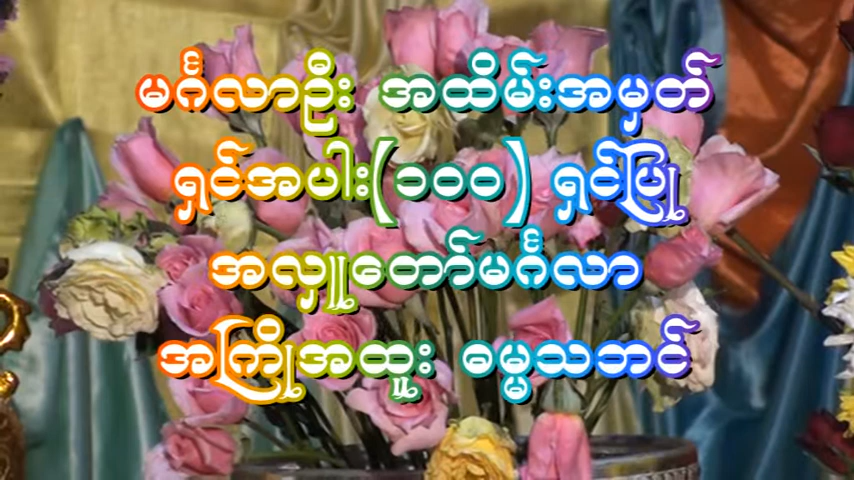 မင်္ဂလာဦး အထိမ်းအမှတ်
ရှင်အပါး(၁၀၀) ရှင်ပြု
အလှူတော်မင်္ဂလာ
အကြိုအထူး ဓမ္မသဘင်